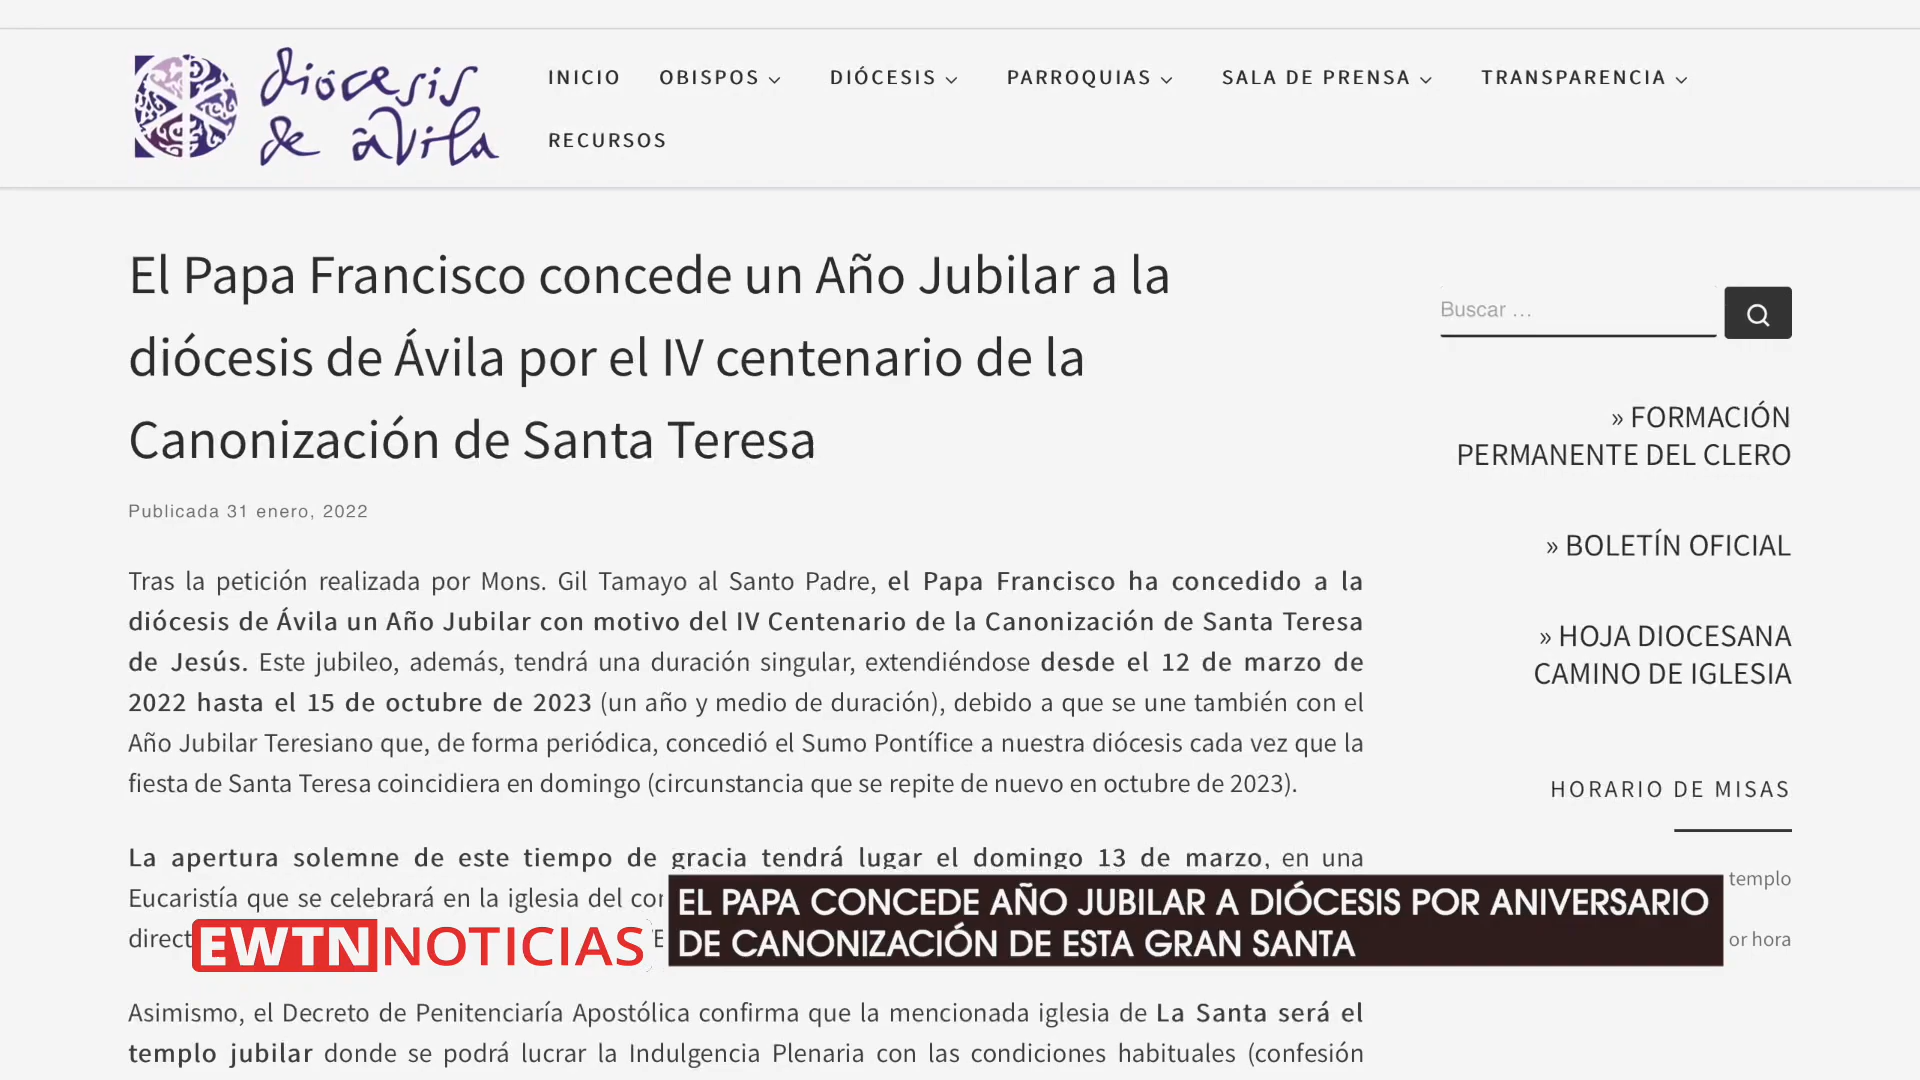 diócesis
de ávila
INICIO OBISPOS DIÓCESIS PARROQUIAS SALA DE PRENSA TRANSPARENCIA
RECURSOS
El Papa Francisco concede un Año Jubilar a la
diócesis de Ávila por el IV centenario de la
Canonización de Santa Teresa
Publicada 31 enero, 2022
Tras la petición realizada por Mons. Gil Tamayo al Santo Padre, el Papa Francisco ha concedido a la
diócesis de Ávila un Año Jubilar con motivo del IV Centenario de la Canonización de Santa Teresa
de Jesús. Este jubileo, además, tendrá una duración singular, extendiéndose desde el 12 de marzo de
2022 hasta el 15 de octubre de 2023 (un año y medio de duración), debido a que se une también con el
Año Jubilar Teresiano que, de forma periódica, concedió el Sumo Pontífice a nuestra diócesis cada vez que la
fiesta de Santa Teresa coincidiera en domingo (circunstancia que se repite de nuevo en octubre de 2023).
La apertura solemne de este tiempo de gracia tendrá lugar el domingo 13 de marzo, en una
Eucaristía que se celebrará en la iglesia del
Asimismo, el Decreto de Penitenciaría Apostólica confirma que la mencionada iglesia de La Santa será el
templo jubilar donde se podrá lucrar la Indulgencia Plenaria con las condiciones habituales (confesión
Buscar …
» FORMACIÓN
PERMANENTE DEL CLERO
» BOLETÍN OFICIAL
» HOJA DIOCESANA
CAMINO DE IGLESIA
HORARIO DE MISAS
templo
or hora
EWTN NOTICIAS
EL PAPA CONCEDE AÑO JUBILAR A DIÓCESIS POR ANIVERSARIO
DE CANONIZACIÓN DE ESTA GRAN SANTA